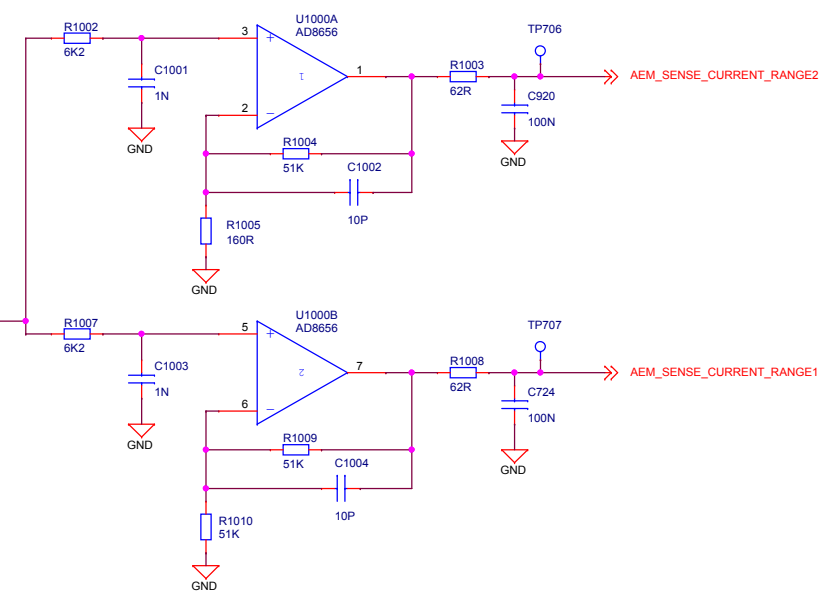 U1000A
AD8656
R1002
6K2
3
+
C1001
1N
GND
1
1
2
−
R1003
62R
TP706
AEM_SENSE_CURRENT_RANGE2
C920
100N
GND
R1004
51K
C1002
10P
R1005
160R
GND
U1000B
AD8656
R1007
6K2
5
+
C1003
1N
GND
2
7
6
−
R1008
62R
TP707
AEM_SENSE_CURRENT_RANGE1
C724
100N
GND
R1009
51K
C1004
10P
R1010
51K
GND